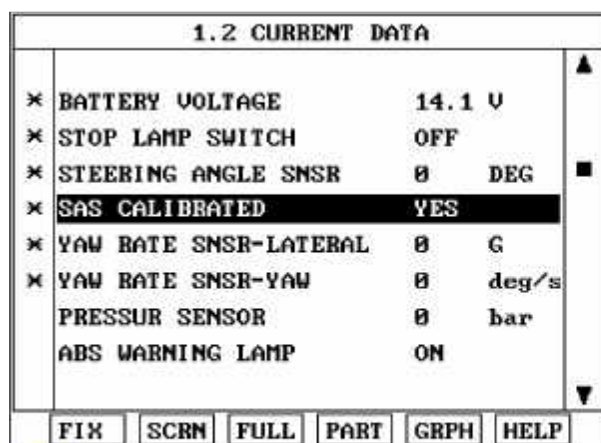 1.2 CURRENT DATA
* BATTERY VOLTAGE 14.1 V
* STOP LAMP SWITCH OFF
* STEERING ANGLE SNSR 0 DEG
* SAS CALIBRATED YES
* YAW RATE SNSR-LATERAL 0 G
* YAW RATE SNSR-YAW 0 deg/s
PRESSUR SENSOR 0 bar
ABS WARNING LAMP ON
FIX SCRN FULL PART GRPH HELP